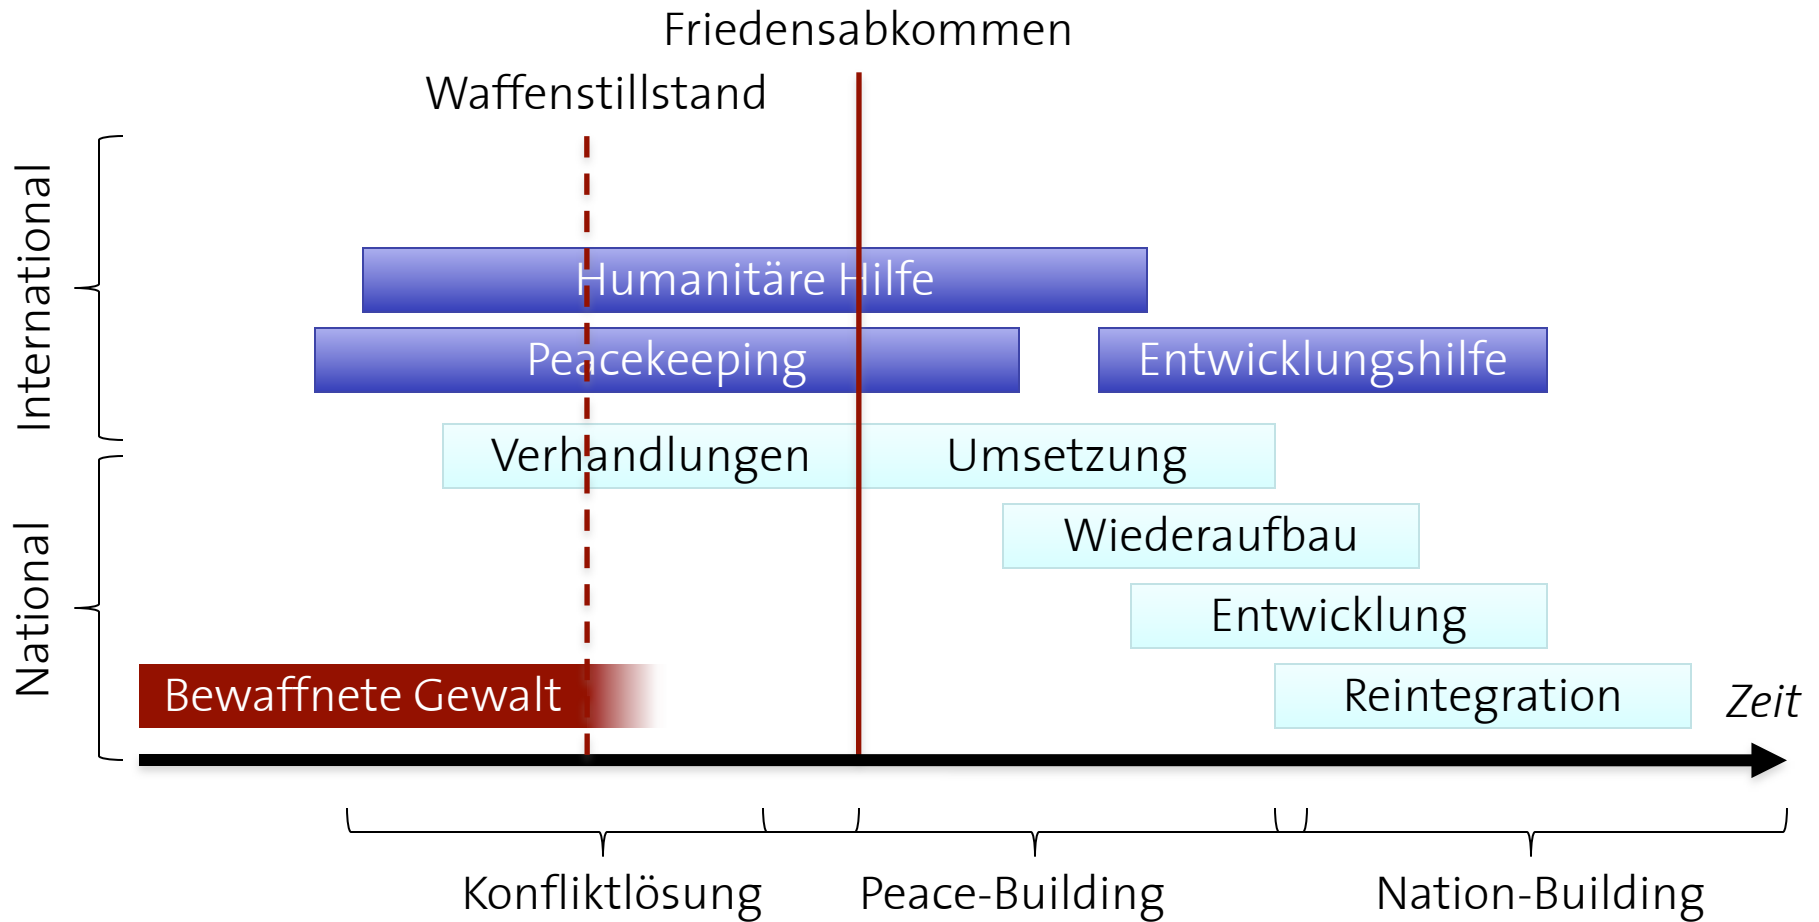 Friedensabkommen
Waffenstillstand
International
Humanitäre Hilfe
Peacekeeping
Entwicklungshilfe
National
Verhandlungen
Umsetzung
Wiederaufbau
Entwicklung
Bewaffnete Gewalt
Reintegration
Zeit
Konfliktlösung
Peace-Building
Nation-Building